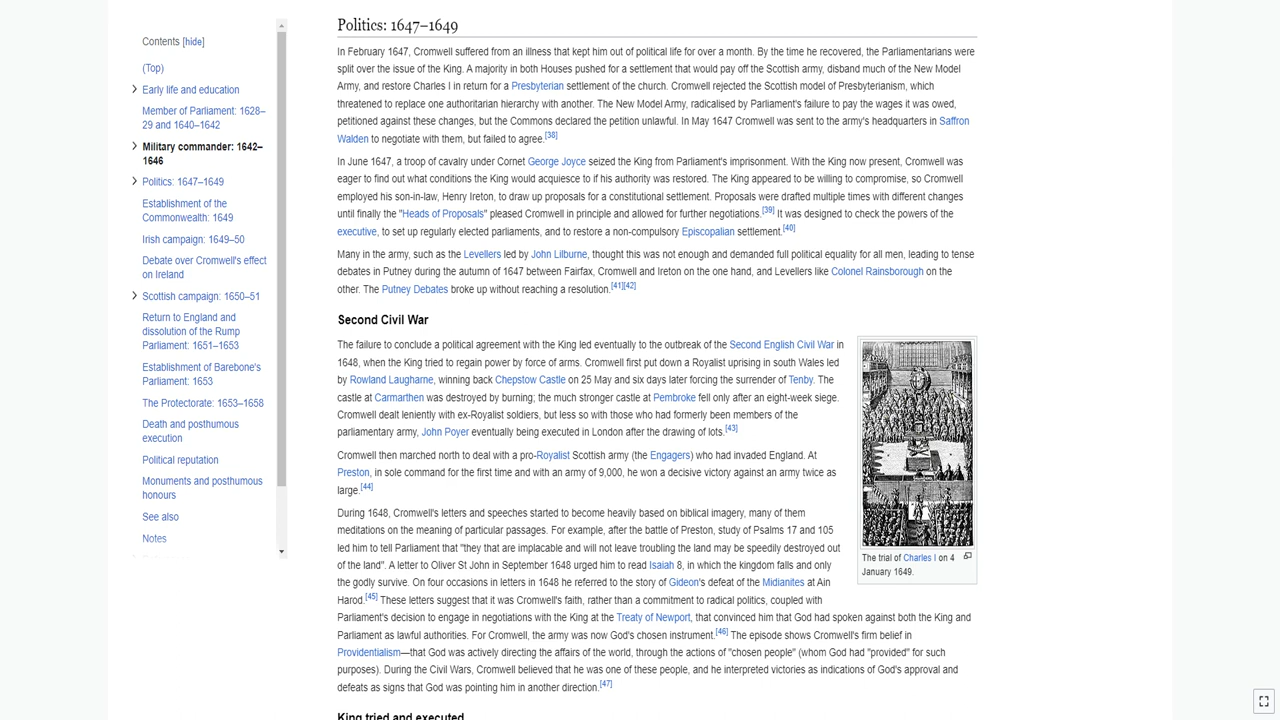 Contents [hide]
(Top)
Early life and education
Member of Parliament: 1628–
29 and 1640–1642
Military commander: 1642–
1646
Politics: 1647–1649
Establishment of the
Commonwealth: 1649
Irish campaign: 1649–50
Debate over Cromwell's effect
on Ireland
Scottish campaign: 1650–51
Return to England and
dissolution of the Rump
Parliament: 1651–1653
Establishment of Barebone's
Parliament: 1653
The Protectorate: 1653–1658
Death and posthumous
execution
Political reputation
Monuments and posthumous
honours
See also
Notes
Politics: 1647–1649
In February 1647, Cromwell suffered from an illness that kept him out of political life for over a month. By the time he recovered, the Parliamentarians were
split over the issue of the King. A majority in both Houses pushed for a settlement that would pay off the Scottish army, disband much of the New Model
Army, and restore Charles I in return for a Presbyterian settlement of the church. Cromwell rejected the Scottish model of Presbyterianism, which
threatened to replace one authoritarian hierarchy with another. The New Model Army, radicalised by Parliament's failure to pay the wages it was owed,
petitioned against these changes, but the Commons declared the petition unlawful. In May 1647 Cromwell was sent to the army's headquarters in Saffron
Walden to negotiate with them, but failed to agree.[38]
In June 1647, a troop of cavalry under Cornet George Joyce seized the King from Parliament's imprisonment. With the King now present, Cromwell was
eager to find out what conditions the King would acquiesce to if his authority was restored. The King appeared to be willing to compromise, so Cromwell
employed his son-in-law, Henry Ireton, to draw up proposals for a constitutional settlement. Proposals were drafted multiple times with different changes
until finally the "Heads of Proposals" pleased Cromwell in principle and allowed for further negotiations.[39] It was designed to check the powers of the
executive, to set up regularly elected parliaments, and to restore a non-compulsory Episcopalian settlement.[40]
Many in the army, such as the Levellers led by John Lilburne, thought this was not enough and demanded full political equality for all men, leading to tense
debates in Putney during the autumn of 1647 between Fairfax, Cromwell and Ireton on the one hand, and Levellers like Colonel Rainsborough on the
other. The Putney Debates broke up without reaching a resolution.[41][42]
Second Civil War
The failure to conclude a political agreement with the King led eventually to the outbreak of the Second English Civil War in
1648, when the King tried to regain power by force of arms. Cromwell first put down a Royalist uprising in south Wales led
by Rowland Laugharne, winning back Chepstow Castle on 25 May and six days later forcing the surrender of Tenby. The
castle at Carmarthen was destroyed by burning; the much stronger castle at Pembroke fell only after an eight-week siege.
Cromwell dealt leniently with ex-Royalist soldiers, but less so with those who had formerly been members of the
parliamentary army, John Poyer eventually being executed in London after the drawing of lots.[43]
Cromwell then marched north to deal with a pro-Royalist Scottish army (the Engagers) who had invaded England. At
Preston, in sole command for the first time and with an army of 9,000, he won a decisive victory against an army twice as
large.[44]
During 1648, Cromwell's letters and speeches started to become heavily based on biblical imagery, many of them
meditations on the meaning of particular passages. For example, after the battle of Preston, study of Psalms 17 and 105
led him to tell Parliament that "they that are implacable and will not leave troubling the land may be speedily destroyed out
of the land". A letter to Oliver St John in September 1648 urged him to read Isaiah 8, in which the kingdom falls and only
the godly survive. On four occasions in letters in 1648 he referred to the story of Gideon's defeat of the Midianites at Ain
Harod.[45] These letters suggest that it was Cromwell's faith, rather than a commitment to radical politics, coupled with
Parliament's decision to engage in negotiations with the King at the Treaty of Newport, that convinced him that God had spoken against both the King and
Parliament as lawful authorities. For Cromwell, the army was now God's chosen instrument.[46] The episode shows Cromwell's firm belief in
Providentialism—that God was actively directing the affairs of the world, through the actions of "chosen people" (whom God had "provided" for such
purposes). During the Civil Wars, Cromwell believed that he was one of these people, and he interpreted victories as indications of God's approval and
defeats as signs that God was pointing him in another direction.[47]
The trial of Charles I on 4
January 1649.
King tried and executed